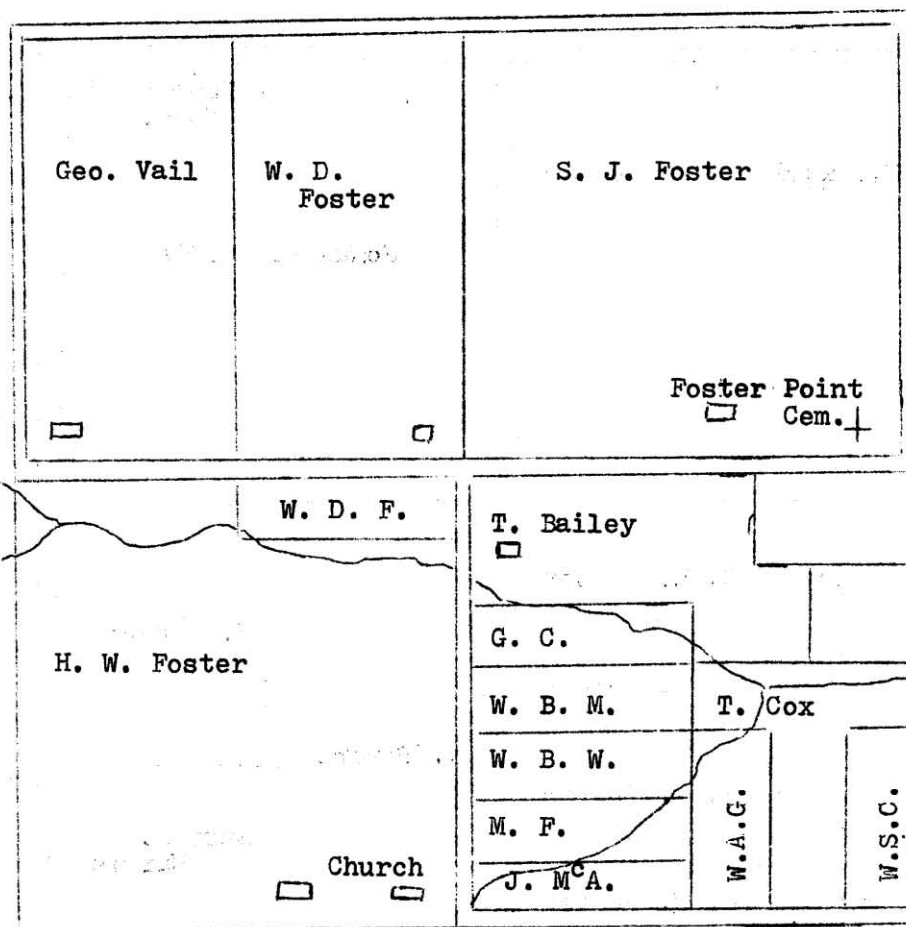 Geo. Vail
W. D.
Foster
S. J. Foster
Foster Point
Cem.
W. D. F.
T. Bailey
G. C.
H. W. Foster
W. B. M.
T. Cox
W. B. W.
M. F.
W.A.G.
W.S.C.
Church
J. McA.